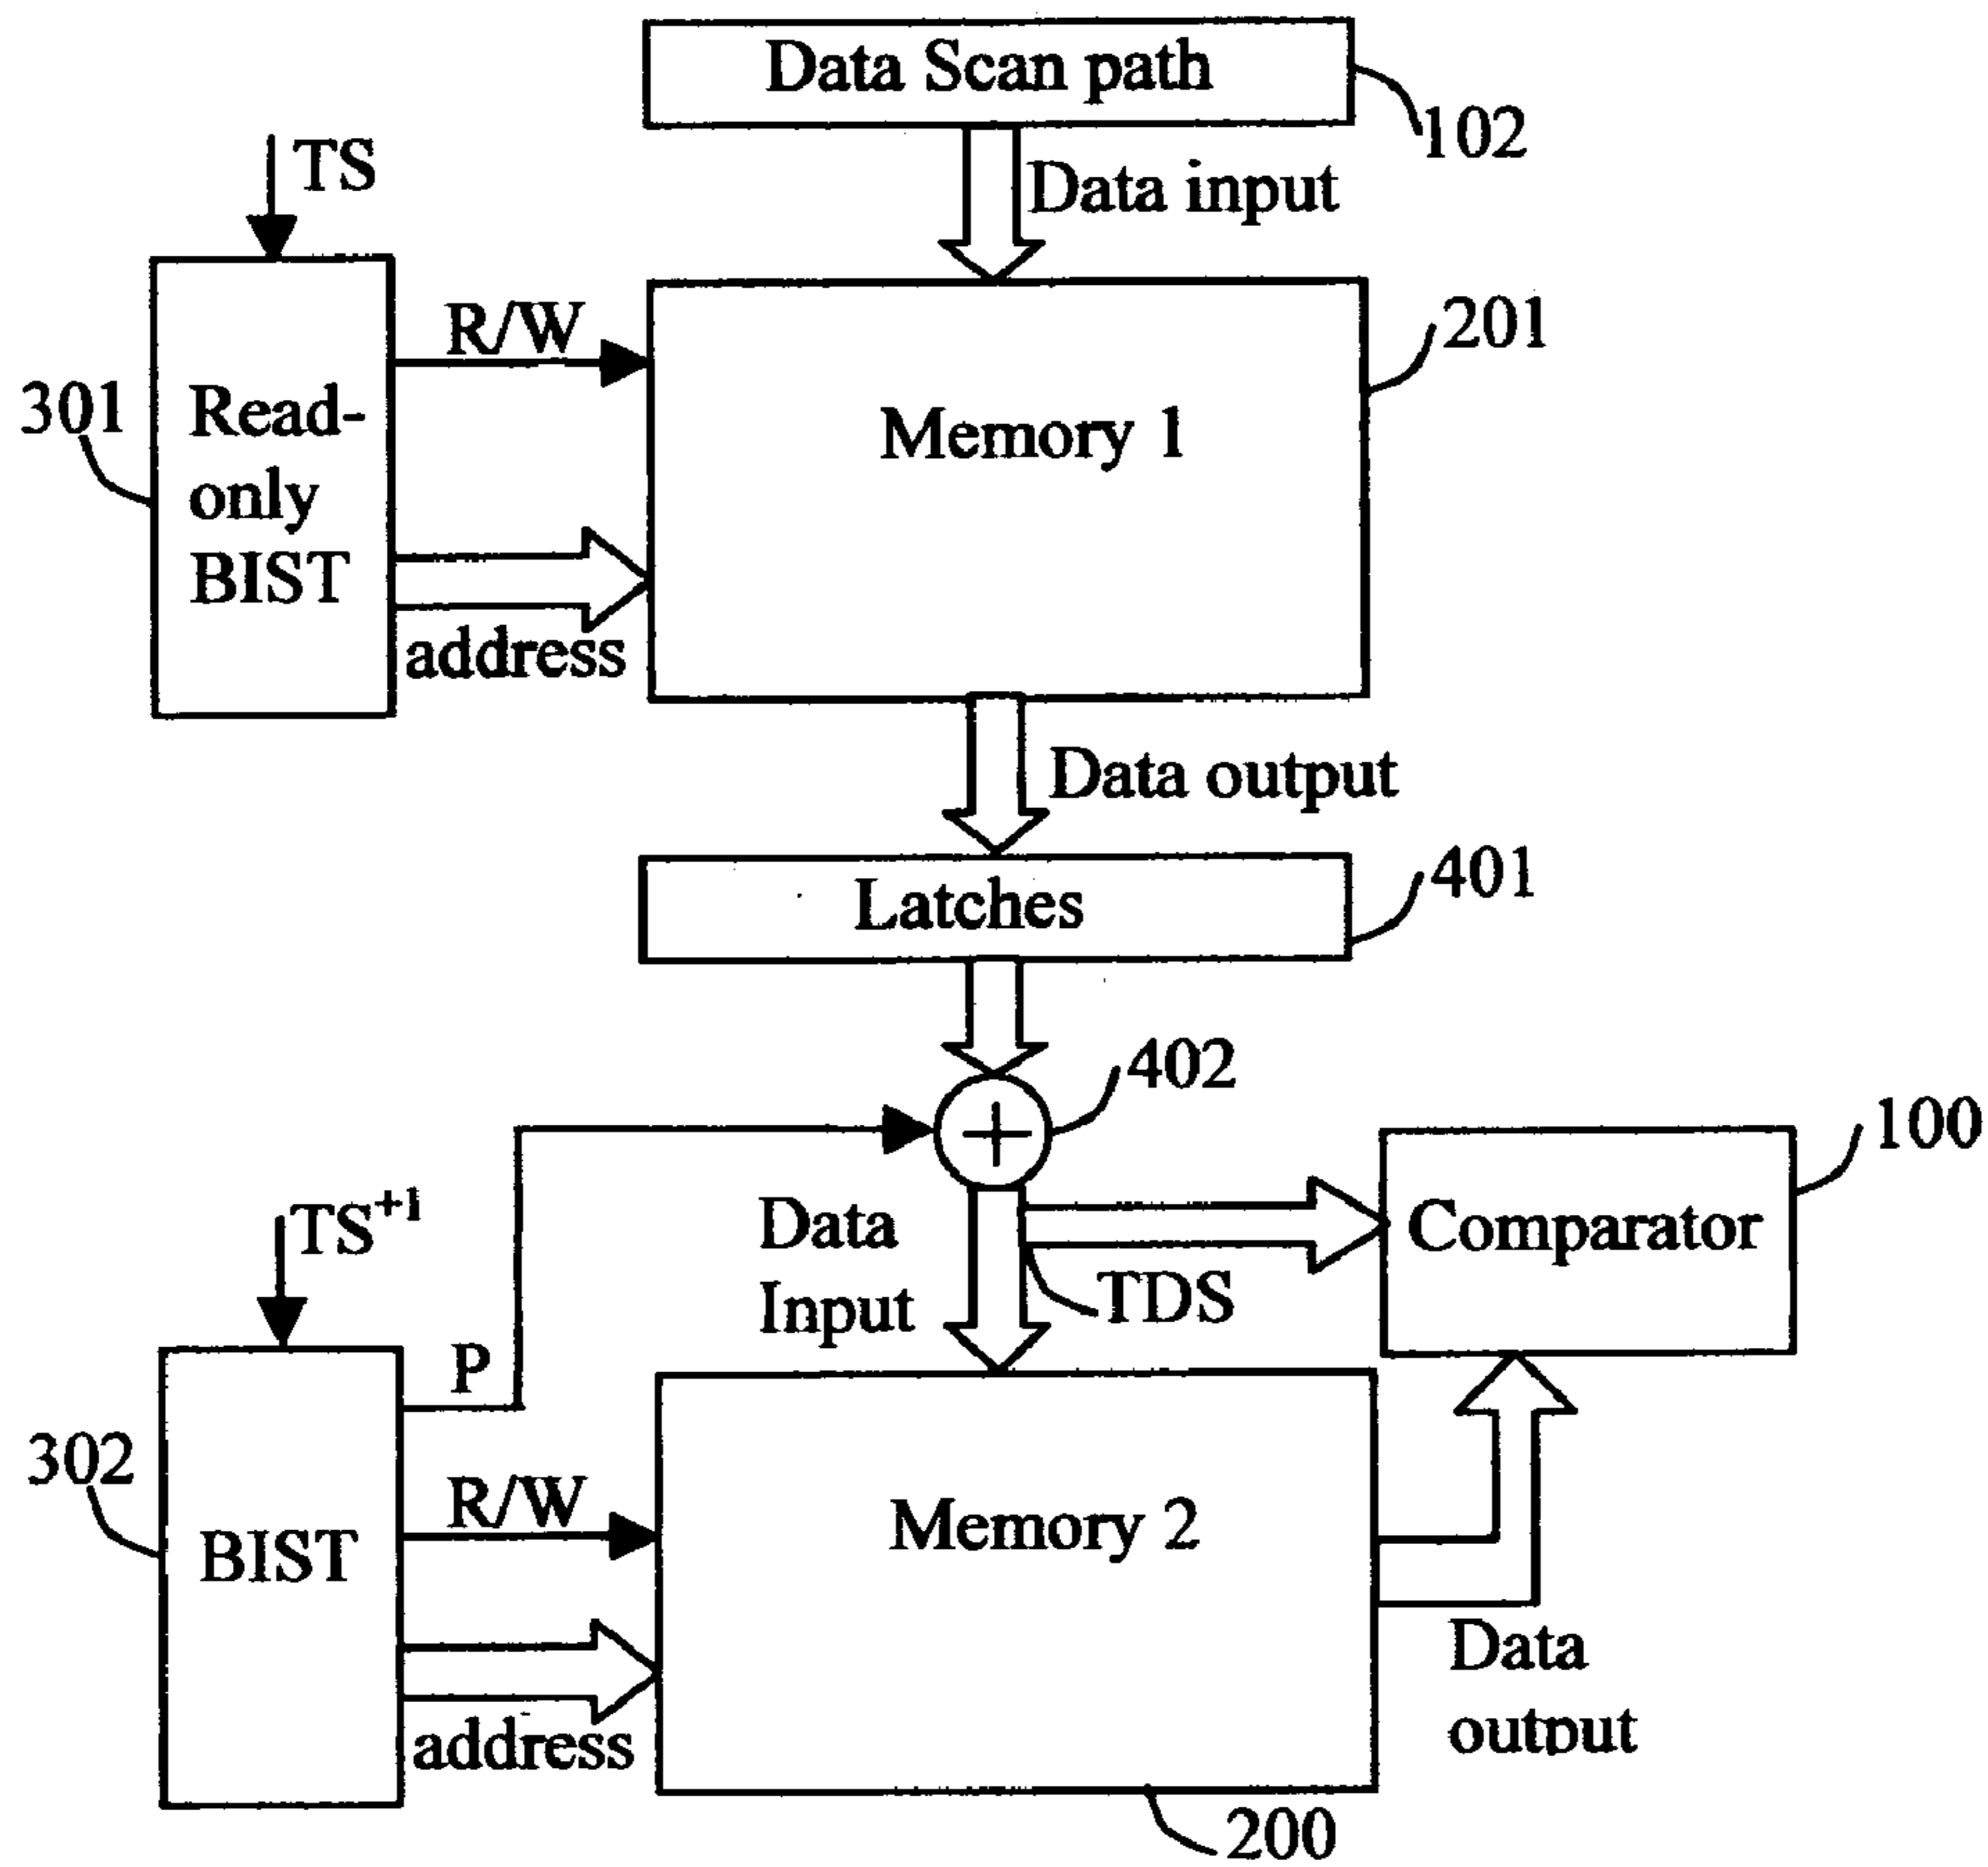 Data Scan path
102
TS
Data input
R/W
201
301
Read-
only
BIST
Memory 1
address
Data output
Latches
401
402
100
TS+1
Data
Input
Comparator
TDS
P
302
R/W
BIST
Memory 2
address
Data
output
200